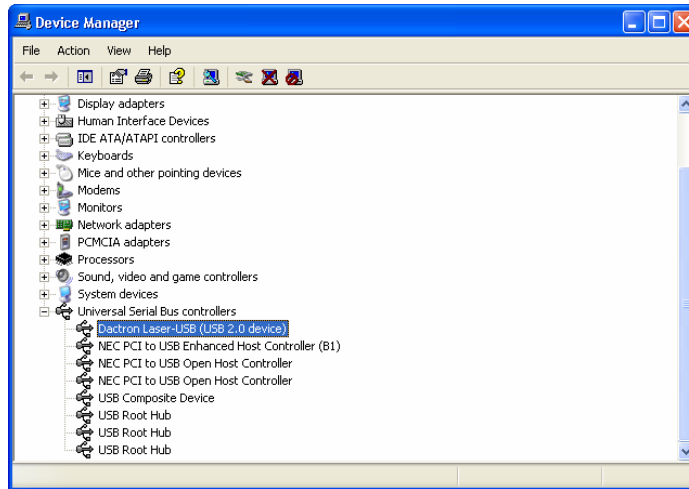 Device Manager
File Action View Help
Display adapters
Human Interface Devices
IDE ATA/ATAPI controllers
Keyboards
Mice and other pointing devices
Modems
Monitors
Network adapters
PCMCIA adapters
Processors
Sound, video and game controllers
System devices
Universal Serial Bus controllers
Dactron Laser-USB (USB 2.0 device)
NEC PCI to USB Enhanced Host Controller (B1)
NEC PCI to USB Open Host Controller
NEC PCI to USB Open Host Controller
USB Composite Device
USB Root Hub
USB Root Hub
USB Root Hub